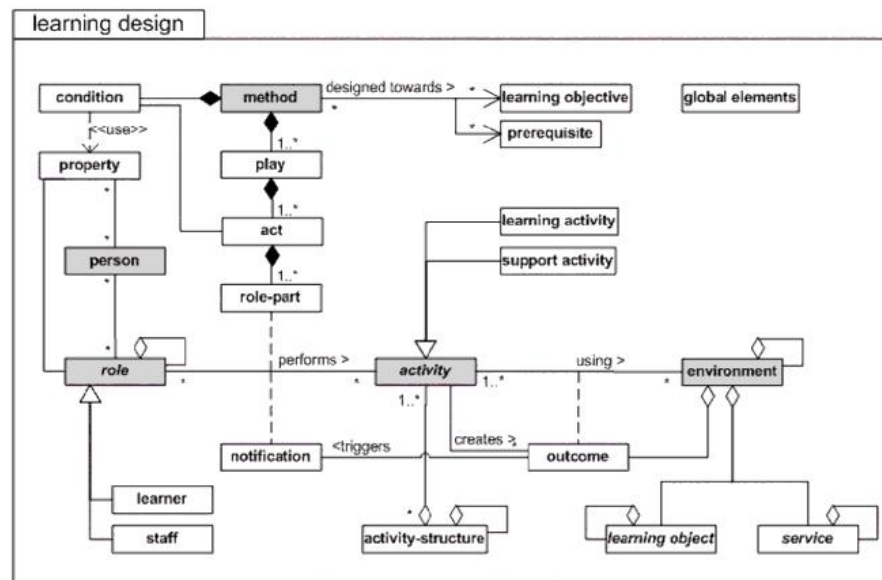 learning design
condition
method
designed towards >
*
*
learning objective
global elements
<<use>>
*
prerequisite
1..*
property
play
*
1..*
learning activity
act
*
support activity
person
*
1..*
role-part
*
performs >
using >
role
*
*
activity
1..*
*
environment
1..*
creates >
*
notification
<triggers
outcome
learner
*
staff
activity-structure
learning object
service